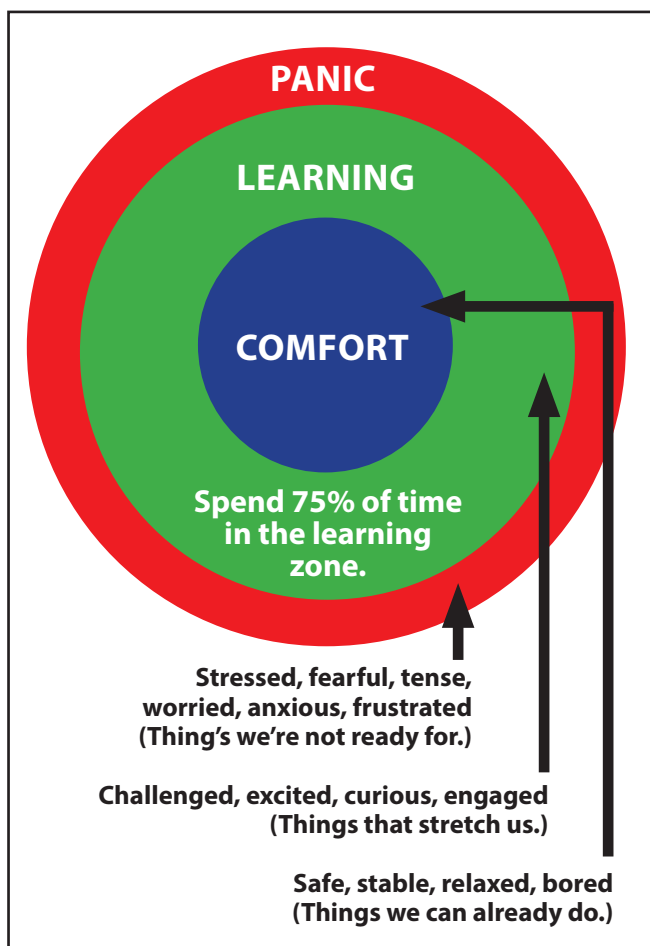 PANIC
LEARNING
COMFORT
Spend 75% of time
in the learning
zone.
Stressed, fearful, tense,
worried, anxious, frustrated
(Thing's we're not ready for.)
Challenged, excited, curious, engaged
(Things that stretch us.)
Safe, stable, relaxed, bored
(Things we can already do.)